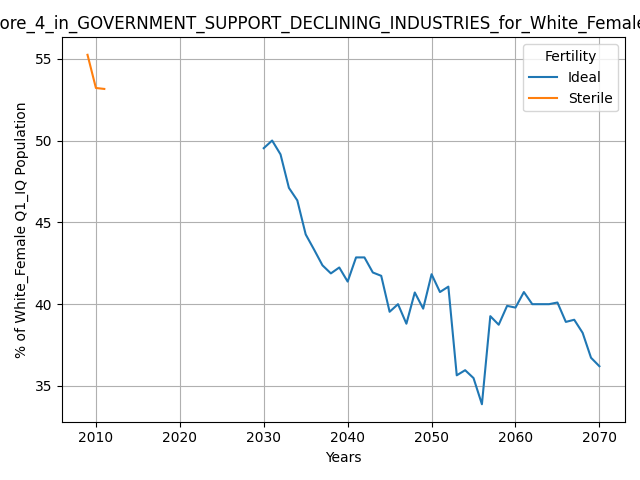 ore_4_in_GOVERNMENT_SUPPORT_DECLINING_INDUSTRIES_for_White_Female
Fertility
Ideal
Sterile
% of White_Female Q1_IQ Population
55
50
45
40
35
2010 2020 2030 2040 2050 2060 2070
Years